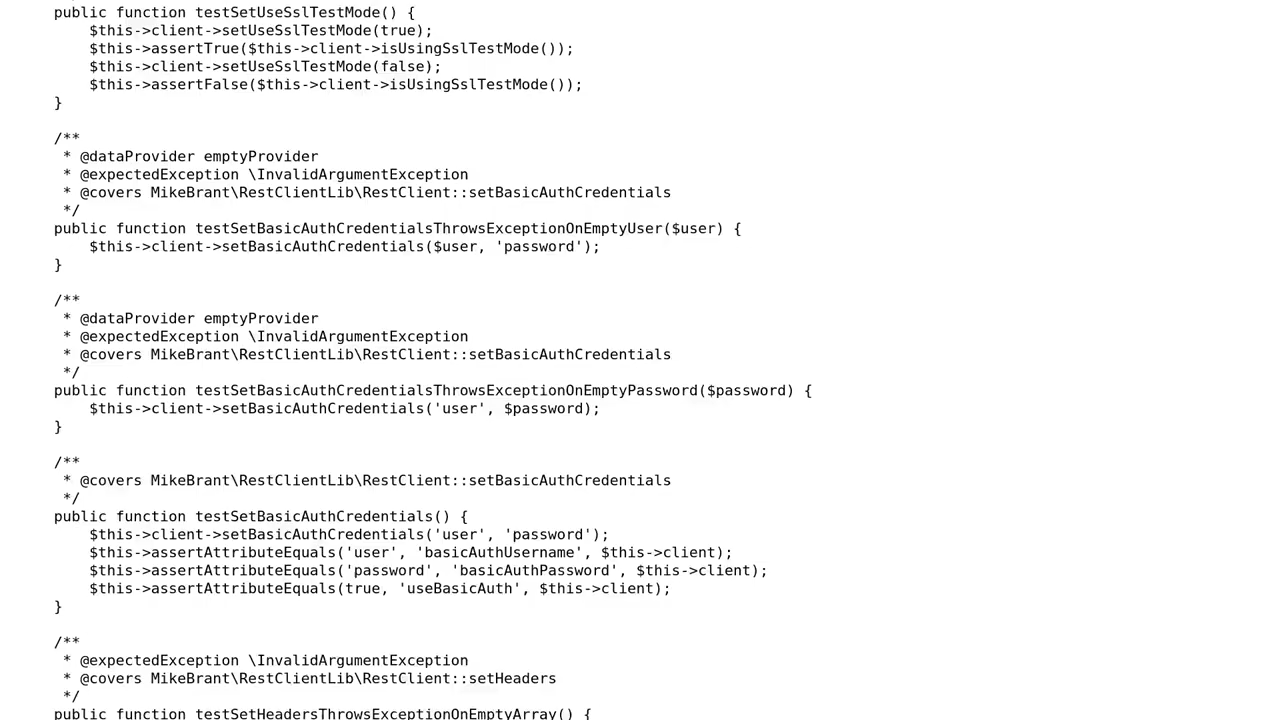 public function testSetUseSslTestMode() {
    $this->client->setUseSslTestMode(true);
    $this->assertTrue($this->client->isUsingSslTestMode());
    $this->client->setUseSslTestMode(false);
    $this->assertFalse($this->client->isUsingSslTestMode());
}

/**
 * @dataProvider emptyProvider
 * @expectedException \InvalidArgumentException
 * @covers MikeBrant\RestClientLib\RestClient::setBasicAuthCredentials
 */
public function testSetBasicAuthCredentialsThrowsExceptionOnEmptyUser($user) {
    $this->client->setBasicAuthCredentials($user, 'password');
}

/**
 * @dataProvider emptyProvider
 * @expectedException \InvalidArgumentException
 * @covers MikeBrant\RestClientLib\RestClient::setBasicAuthCredentials
 */
public function testSetBasicAuthCredentialsThrowsExceptionOnEmptyPassword($password) {
    $this->client->setBasicAuthCredentials('user', $password);
}

/**
 * @covers MikeBrant\RestClientLib\RestClient::setBasicAuthCredentials
 */
public function testSetBasicAuthCredentials() {
    $this->client->setBasicAuthCredentials('user', 'password');
    $this->assertAttributeEquals('user', 'basicAuthUsername', $this->client);
    $this->assertAttributeEquals('password', 'basicAuthPassword', $this->client);
    $this->assertAttributeEquals(true, 'useBasicAuth', $this->client);
}

/**
 * @expectedException \InvalidArgumentException
 * @covers MikeBrant\RestClientLib\RestClient::setHeaders
 */
public function testSetHeadersThrowsExceptionOnEmptyArray() {